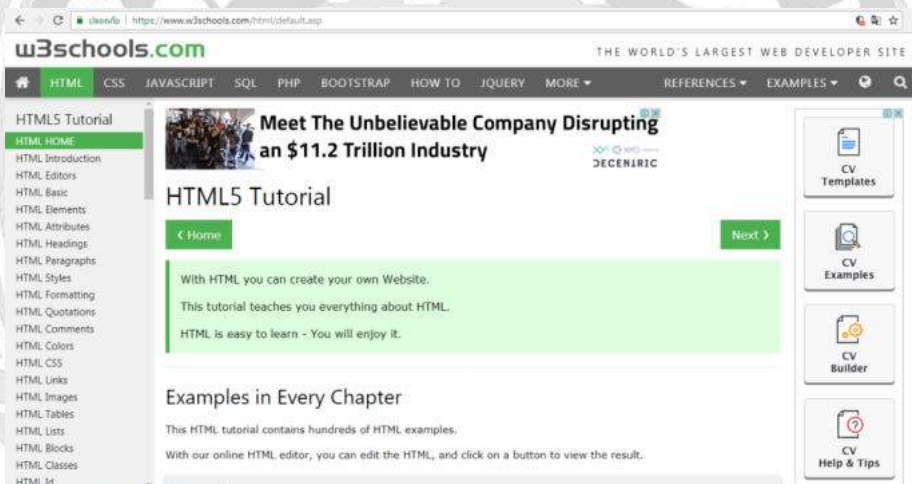 https://www.w3schools.com/html/default.asp
w3schools.com
THE WORLD'S LARGEST WEB DEVELOPER SITE
HTML CSS JAVASCRIPT SQL PHP BOOTSTRAP HOW TO JQUERY MORE REFERENCES EXAMPLES
HTML5 Tutorial
HTML HOME
HTML Introduction
HTML Editors
HTML Basic
HTML Elements
HTML Attributes
HTML Headings
HTML Paragraphs
HTML Styles
HTML Formatting
HTML Quotations
HTML Comments
HTML Colors
HTML CSS
HTML Links
HTML Images
HTML Tables
HTML Lists
HTML Blocks
HTML Classes
HTML Id
Meet The Unbelievable Company Disrupting
an $11.2 Trillion Industry
HTML5 Tutorial
Home
Next
With HTML you can create your own Website.
This tutorial teaches you everything about HTML.
HTML is easy to learn - You will enjoy it.
Examples in Every Chapter
This HTML tutorial contains hundreds of HTML examples.
With our online HTML editor, you can edit the HTML, and click on a button to view the result.
CV
Templates
CV
Examples
CV
Builder
CV
Help & Tips